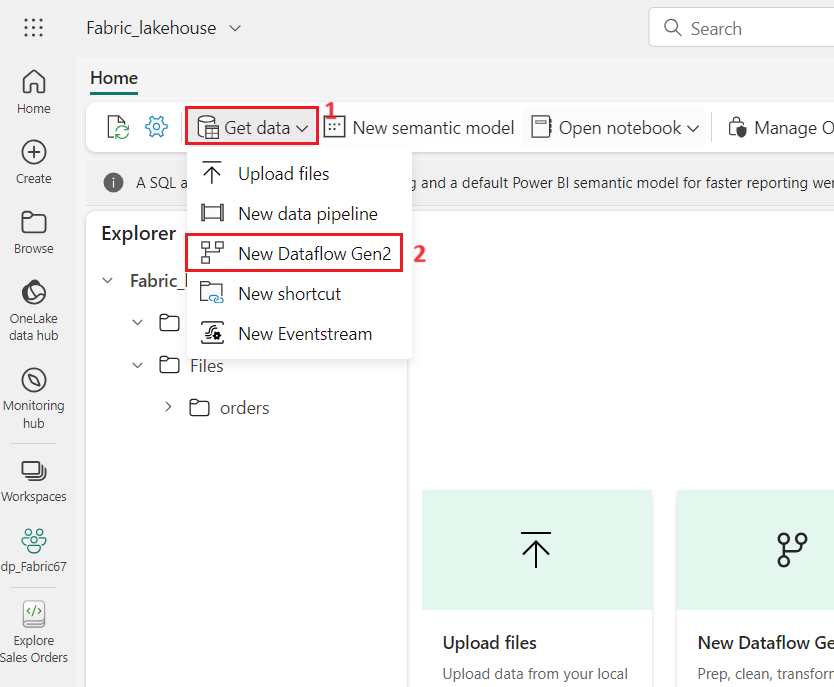 Fabric_lakehouse
Search
Home
Home
Create
Browse
OneLake
data hub
Monitoring
hub
Workspaces
dp_Fabric67
Explore
Sales Orders
Get data
1
New semantic model
Open notebook
Manage O
A SQL a
g and a default Power BI semantic model for faster reporting wer
Upload files
New data pipeline
New Dataflow Gen2
2
New shortcut
New Eventstream
Explorer
Fabric_l
Files
orders
Upload files
Upload data from your local
New Dataflow Ge
Prep, clean, transform